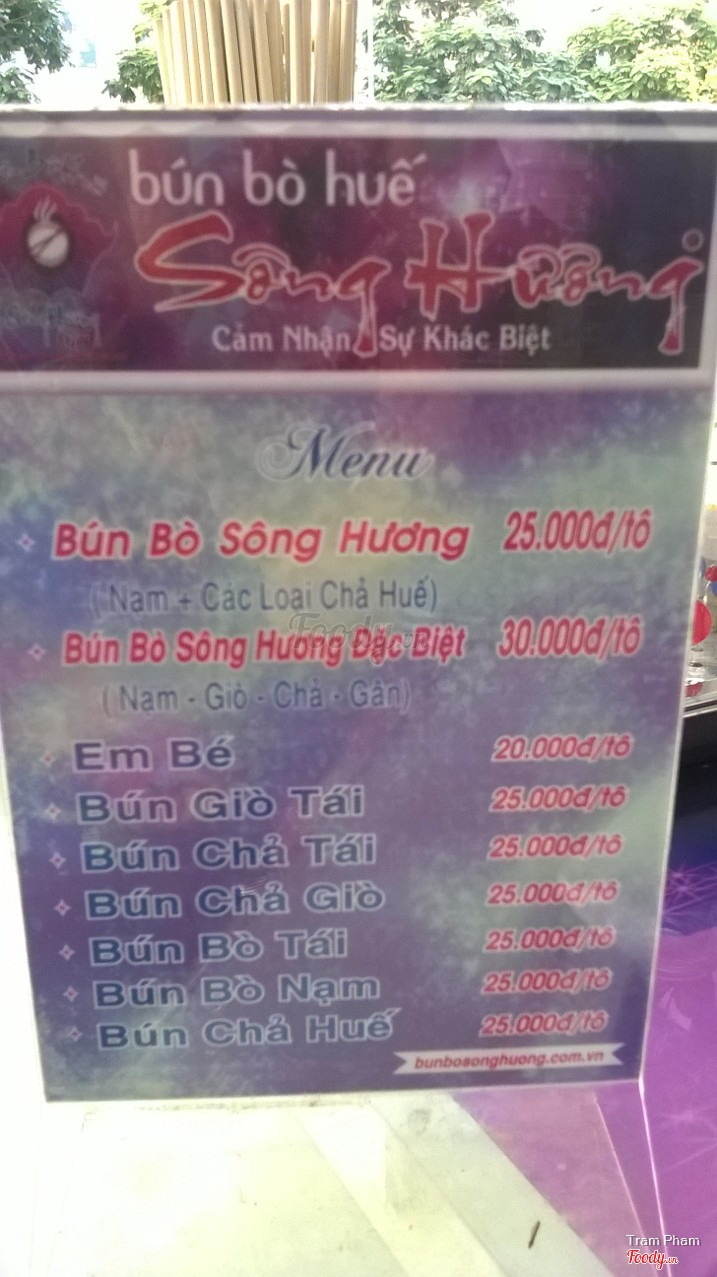 bún bò huế
Sông Hương
Cảm Nhận Sự Khác Biệt
Menu
Bún Bò Sông Hương 25.000đ/tô
(Nạm + Các Loại Chả Huế)
Foody.vn
Bún Bò Sông Hương Đặc Biệt 30.000đ/tô
(Nạm - Giò - Chả - Gân)
Em Bé 20.000đ/tô
Bún Giò Tái 25.000đ/tô
Bún Chả Tái 25.000đ/tô
Bún Chả Giò 25.000đ/tô
Bún Bò Tái 25.000đ/tô
Bún Bò Nạm 25.000đ/tô
Bún Chả Huế 25.000đ/tô
bunbosonghuong.com.vn
Tram Pham
Foody.vn